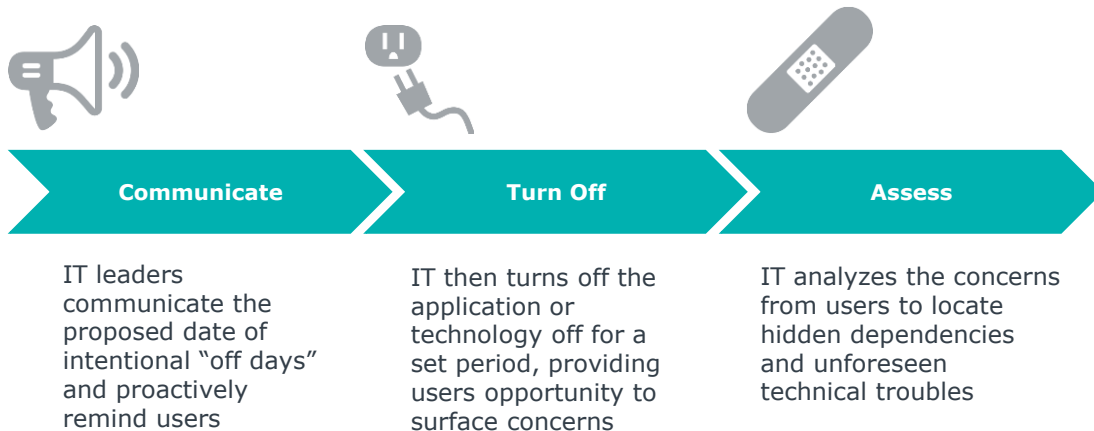 Communicate
Turn Off
Assess
IT leaders
communicate the
proposed date of
intentional “off days”
and proactively
remind users
IT then turns off the
application or
technology off for a
set period, providing
users opportunity to
surface concerns
IT analyzes the concerns
from users to locate
hidden dependencies
and unforeseen
technical troubles